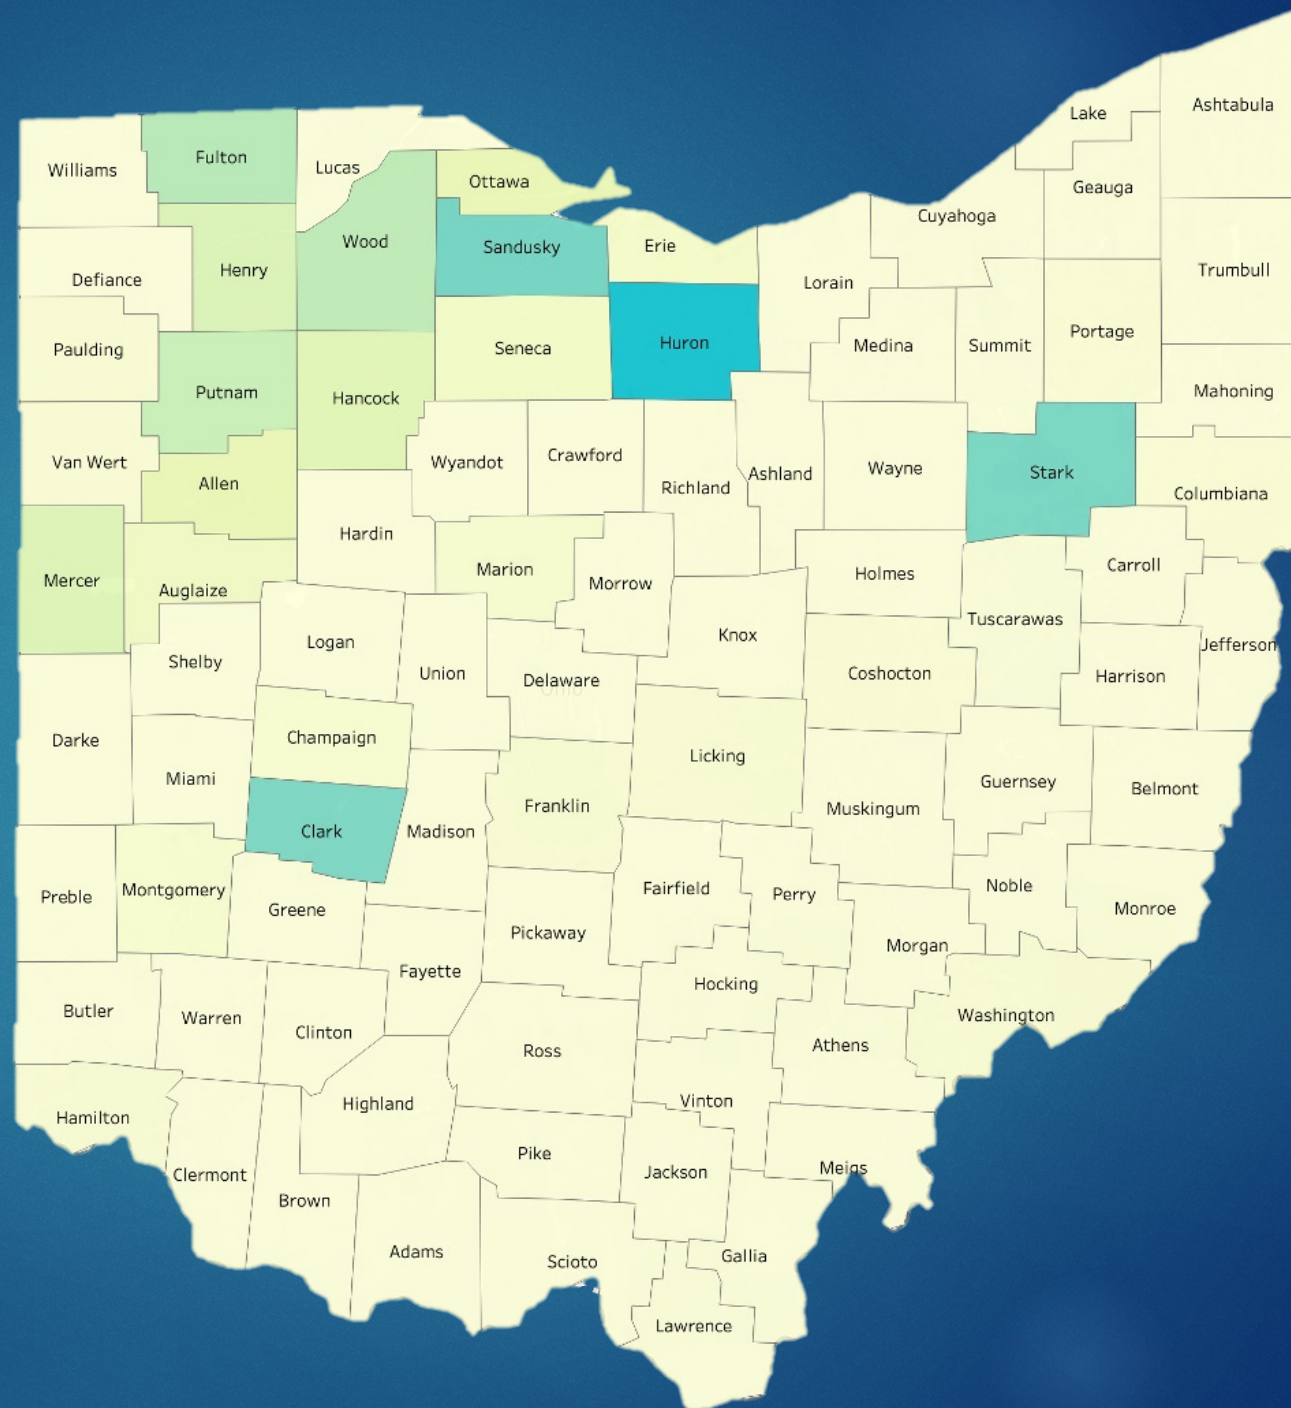 Ashtabula
Lake
Williams
Fulton
Lucas
Ottawa
Geauga
Cuyahoga
Wood
Sandusky
Erie
Henry
Defiance
Lorain
Trumbull
Paulding
Seneca
Huron
Medina
Summit
Portage
Putnam
Hancock
Mahoning
Van Wert
Allen
Wyandot
Crawford
Richland
Ashland
Wayne
Stark
Columbiana
Hardin
Mercer
Auglaize
Marion
Morrow
Holmes
Carroll
Tuscarawas
Logan
Knox
Jefferson
Shelby
Union
Delaware
Ohio
Coshocton
Harrison
Darke
Champaign
Licking
Miami
Franklin
Guernsey
Belmont
Clark
Madison
Muskingum
Preble
Montgomery
Greene
Fairfield
Perry
Noble
Monroe
Pickaway
Morgan
Fayette
Hocking
Butler
Warren
Clinton
Ross
Athens
Washington
Hamilton
Highland
Vinton
Clermont
Pike
Jackson
Meigs
Brown
Adams
Scioto
Gallia
Lawrence